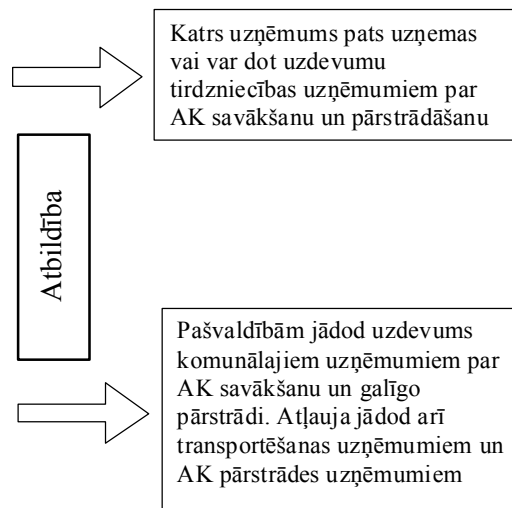 Katrs uzņēmums pats uzņemas
vai var dot uzdevumu
tirdzniecības uzņēmumiem par
AK savākšanu un pārstrādāšanu
Atbildība
Pašvaldībām jādod uzdevums
komunālajiem uzņēmumiem par
AK savākšanu un galīgo
pārstrādi. Atļauja jādod arī
transportēšanas uzņēmumiem un
AK pārstrādes uzņēmumiem